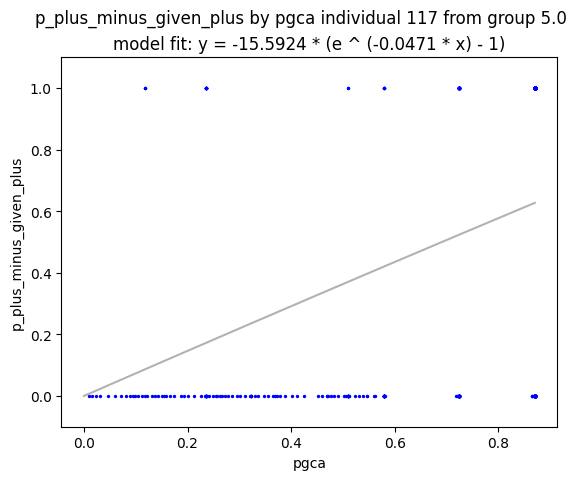 p_plus_minus_given_plus by pgca individual 117 from group 5.0
model fit: y = -15.5924 * (e ^ (-0.0471 * x) - 1)
1.0
0.8
0.6
0.4
0.2
0.0
p_plus_minus_given_plus
0.0 0.2 0.4 0.6 0.8
pgca